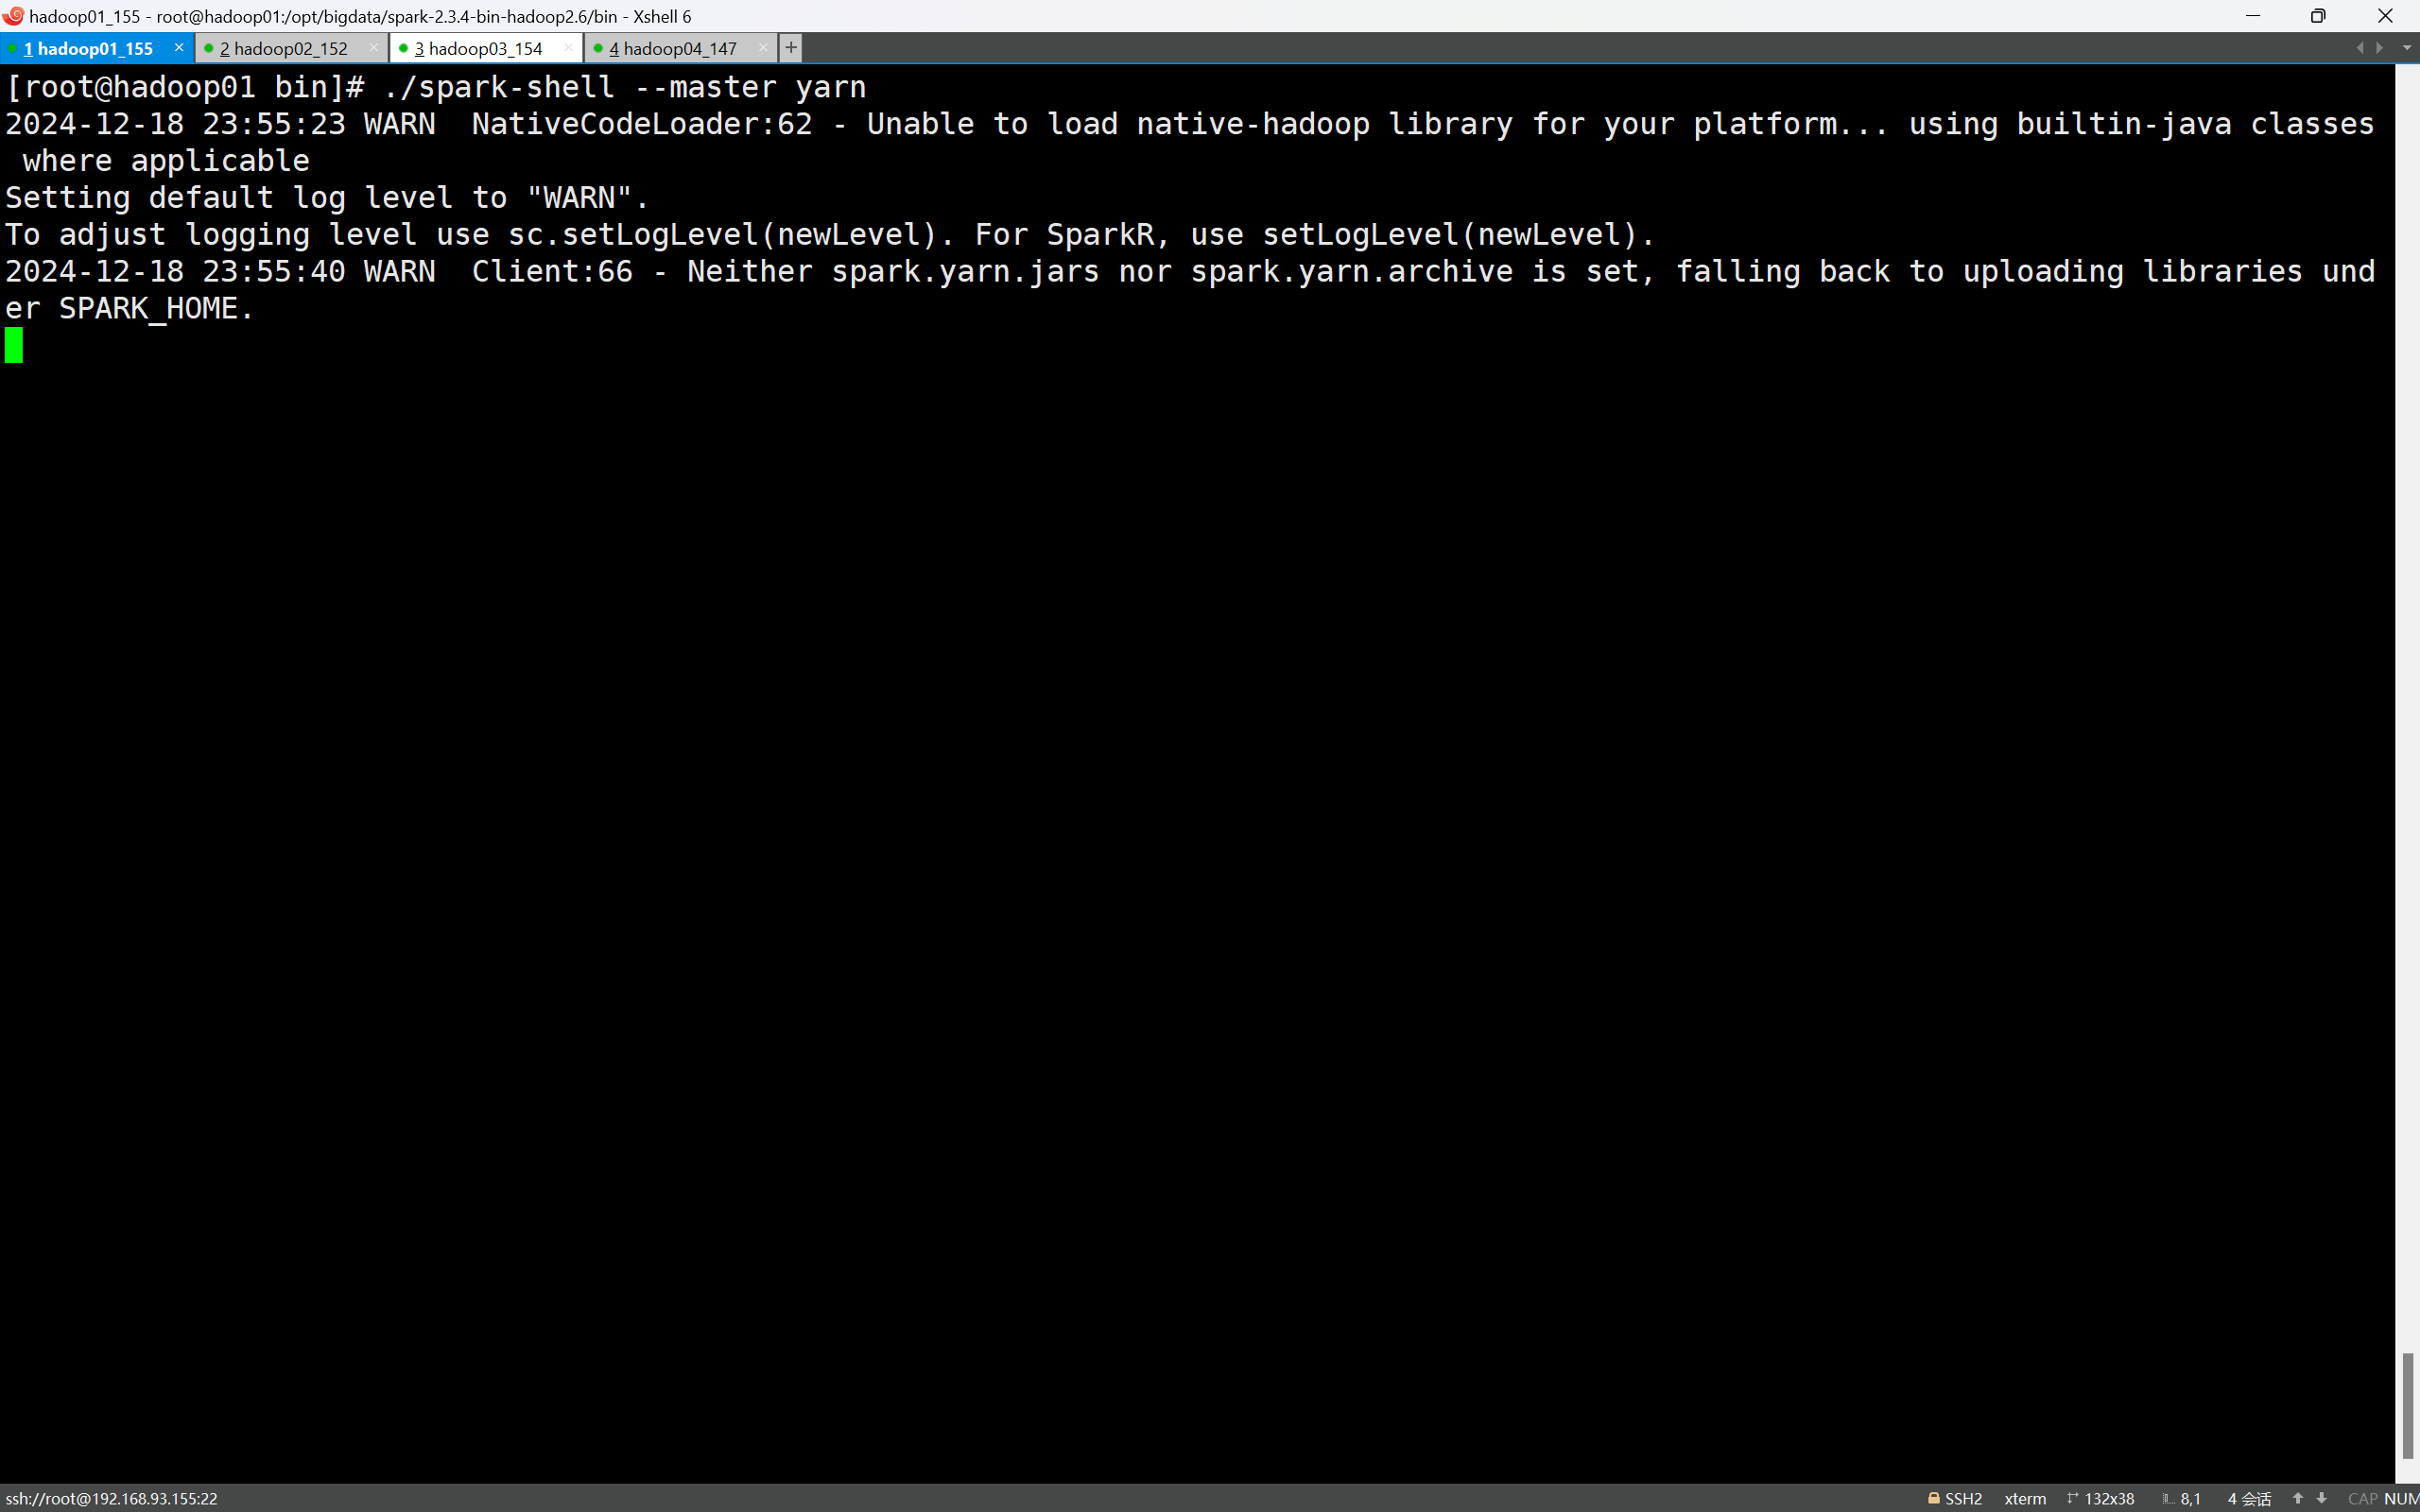 hadoop01_155 - root@hadoop01:/opt/bigdata/spark-2.3.4-bin-hadoop2.6/bin - Xshell 6
1 hadoop01_155 2 hadoop02_152 3 hadoop03_154 4 hadoop04_147
[root@hadoop01 bin]# ./spark-shell --master yarn
2024-12-18 23:55:23 WARN  NativeCodeLoader:62 - Unable to load native-hadoop library for your platform... using builtin-java classes
 where applicable
Setting default log level to "WARN".
To adjust logging level use sc.setLogLevel(newLevel). For SparkR, use setLogLevel(newLevel).
2024-12-18 23:55:40 WARN  Client:66 - Neither spark.yarn.jars nor spark.yarn.archive is set, falling back to uploading libraries und
er SPARK_HOME.
ssh://root@192.168.93.155:22 SSH2 xterm 132x38 8,1 4 会话 CAP NUM